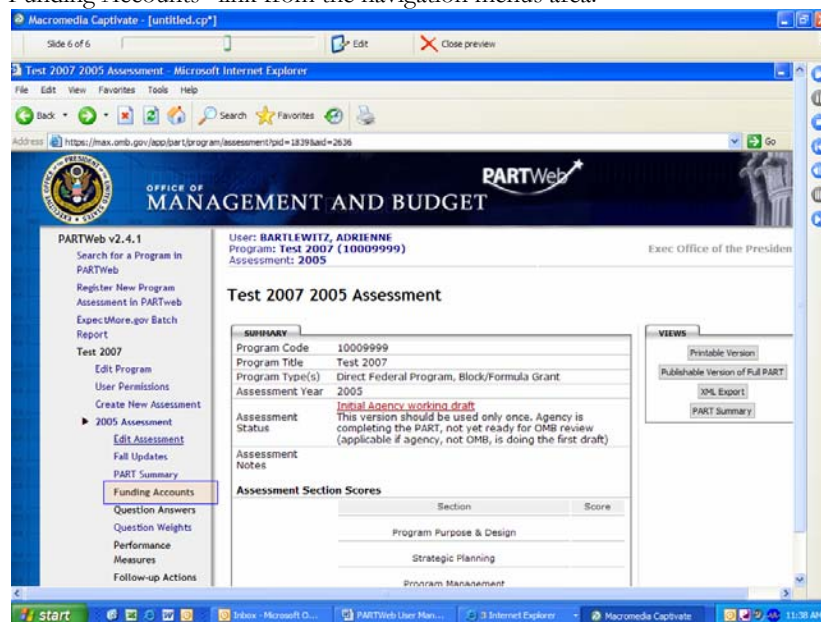 Funding Accounts" link from the navigation menus area.
Macromedia Captivate - [untitled.cp*]
Slide 6 of 6
Edit
Close preview
Test 2007 2005 Assessment - Microsoft Internet Explorer
File Edit View Favorites Tools Help
Back
Search Favorites
Address https://max.omb.gov/app/part/program/assessment?pid=1839&aid=2636
Go
OFFICE OF
MANAGEMENT AND BUDGET
PARTWeb
PARTWeb v2.4.1
Search for a Program in
PARTWeb
Register New Program
Assessment in PARTweb
ExpectMore.gov Batch
Report
Test 2007
Edit Program
User Permissions
Create New Assessment
2005 Assessment
Edit Assessment
Fall Updates
PART Summary
Funding Accounts
Question Answers
Question Weights
Performance
Measures
Follow-up Actions
User: BARTLEWITZ, ADRIENNE
Program: Test 2007 (10009999)
Assessment: 2005
Exec Office of the Presiden
Test 2007 2005 Assessment
SUMMARY
Program Code 10009999
Program Title Test 2007
Program Type(s) Direct Federal Program, Block/Formula Grant
Assessment Year 2005
Assessment
Status
Initial Agency working draft
This version should be used only once. Agency is
completing the PART, not yet ready for OMB review
(applicable if agency, not OMB, is doing the first draft)
Assessment
Notes
Assessment Section Scores
Section Score
Program Purpose & Design
Strategic Planning
Program Management
VIEWS
Printable Version
Publishable Version of Full PART
XML Export
PART Summary
start
Inbox - Microsoft O...
PARTWeb User Man...
3 Internet Explorer
Macromedia Captivate
11:38 AM